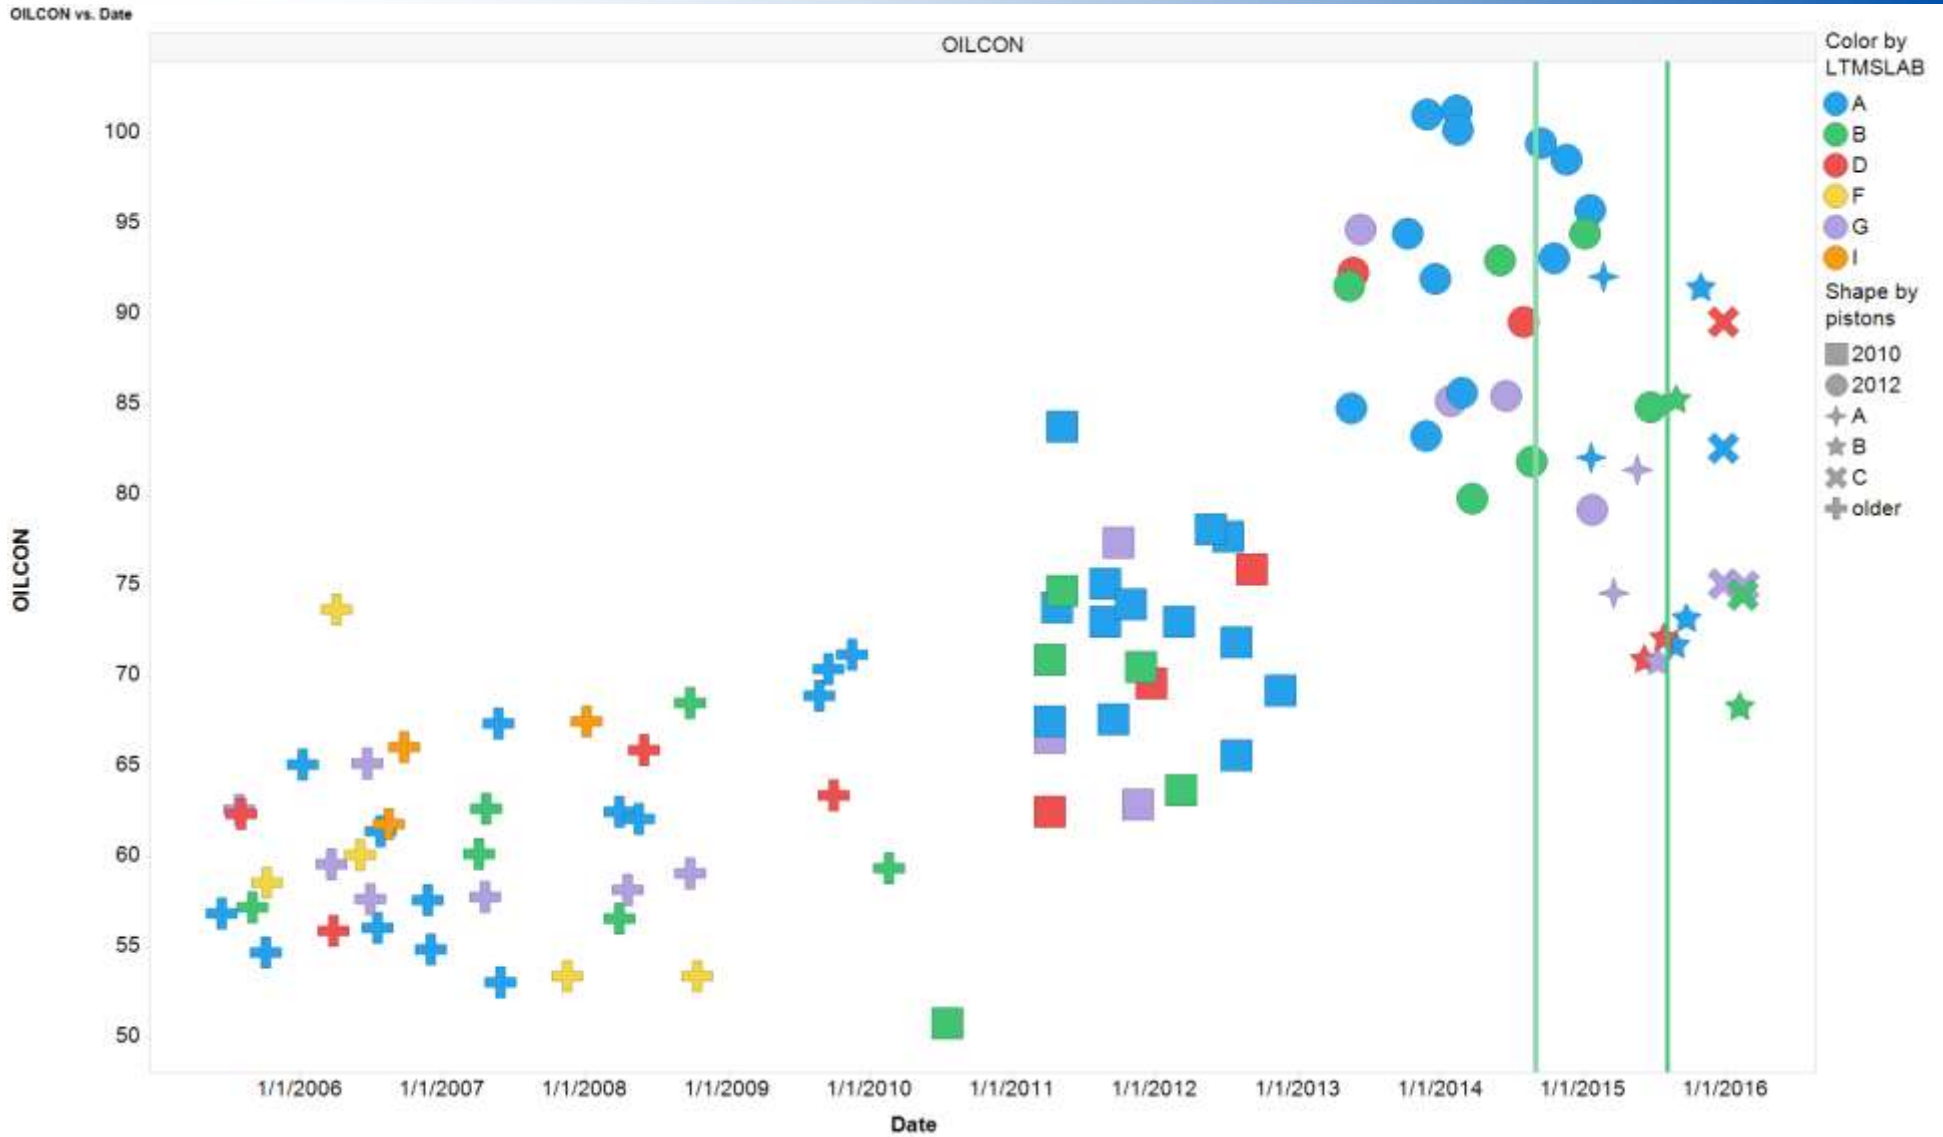 OILCON vs. Date
OILCON
Color by
LTMSLAB
A
B
D
F
G
I
Shape by
pistons
2010
2012
A
B
C
older
100
95
90
85
80
75
70
65
60
55
50
OILCON
1/1/2006 1/1/2007 1/1/2008 1/1/2009 1/1/2010 1/1/2011 1/1/2012 1/1/2013 1/1/2014 1/1/2015 1/1/2016
Date